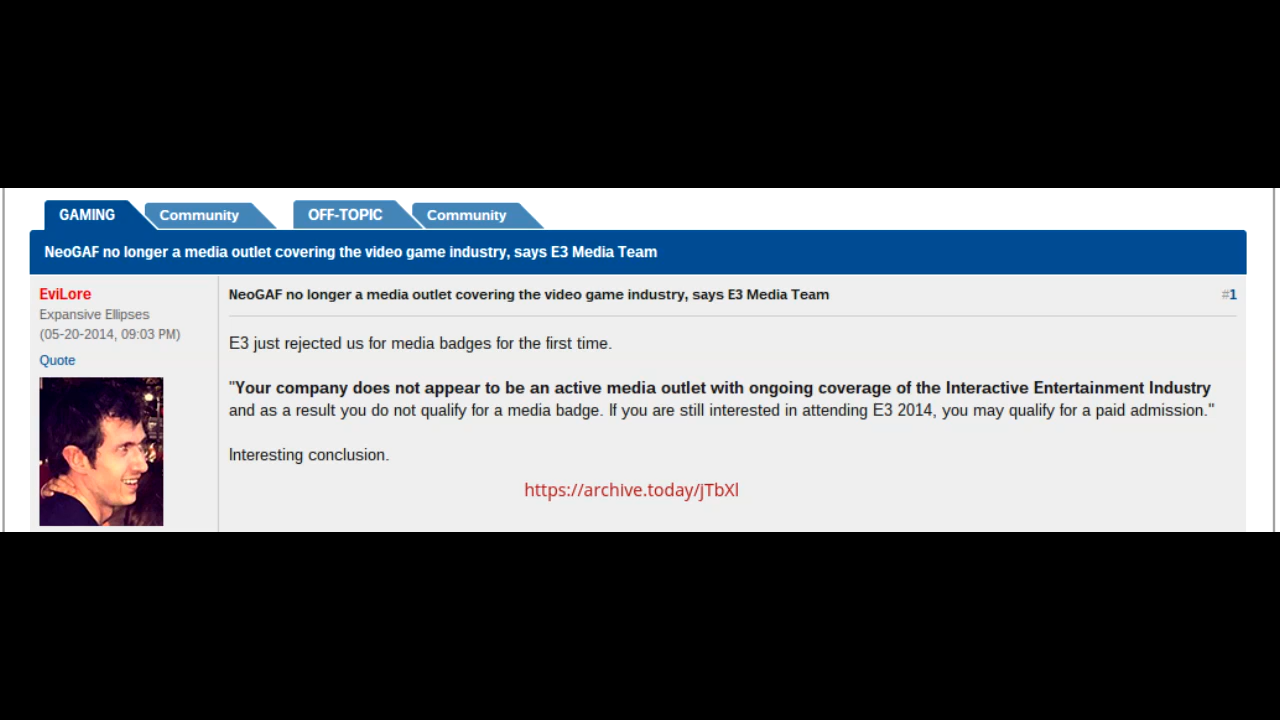 GAMING Community OFF-TOPIC Community
NeoGAF no longer a media outlet covering the video game industry, says E3 Media Team
EviLore
Expansive Ellipses
(05-20-2014, 09:03 PM)
Quote
NeoGAF no longer a media outlet covering the video game industry, says E3 Media Team #1
E3 just rejected us for media badges for the first time.
"Your company does not appear to be an active media outlet with ongoing coverage of the Interactive Entertainment Industry
and as a result you do not qualify for a media badge. If you are still interested in attending E3 2014, you may qualify for a paid admission."
Interesting conclusion.
https://archive.today/jTbXl